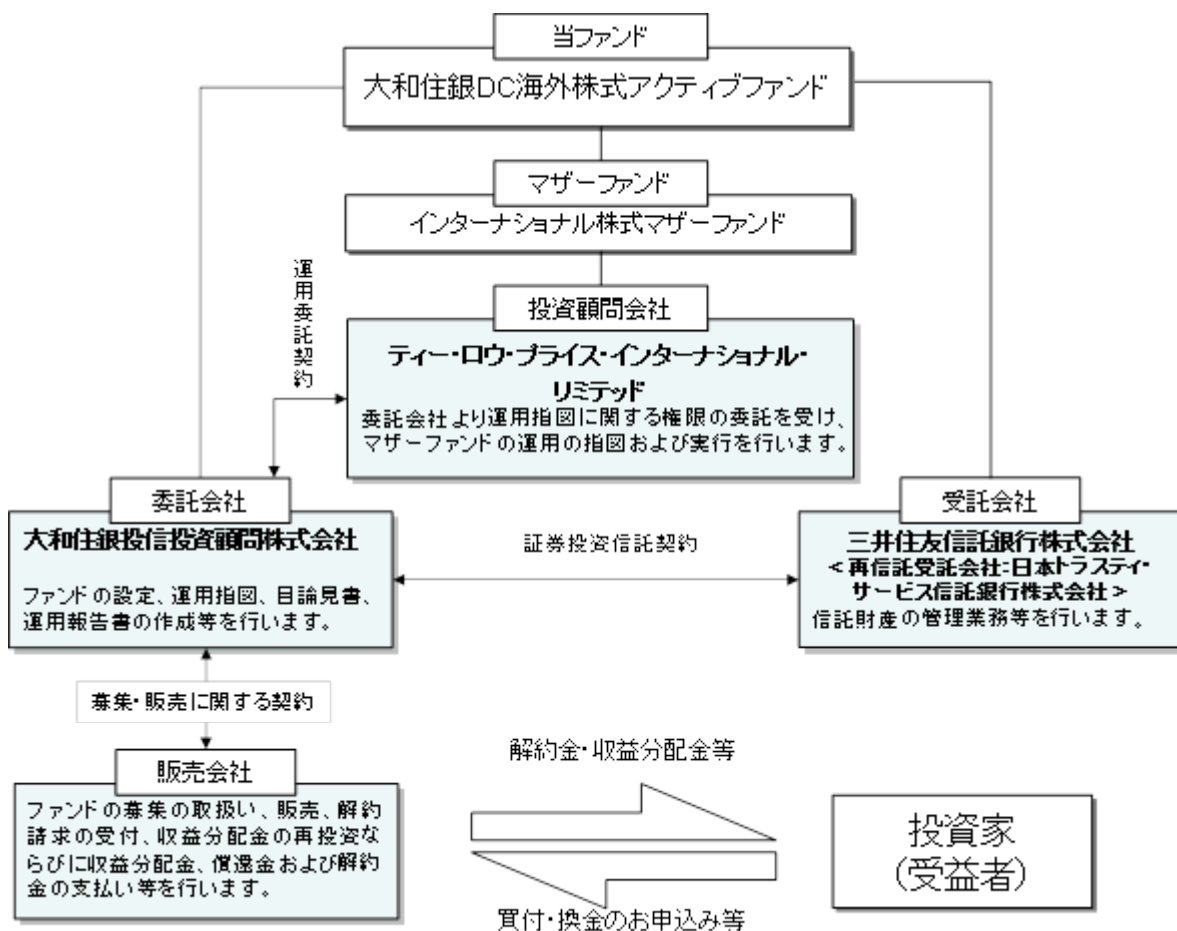 当ファンド
大和住銀DC海外株式アクティブファンド
マザーファンド
インターナショナル株式マザーファンド
運用委託契約
投資顧問会社
ティー・ロウ・プライス・インターナショナル・
リミテッド
委託会社より運用指図に関する権限の委託を受け、
マザーファンドの運用の指図および実行を行います。
委託会社
大和住銀投信投資顧問株式会社
ファンドの設定、運用指図、目論見書、
運用報告書の作成等を行います。
証券投資信託契約
受託会社
三井住友信託銀行株式会社
<再信託受託会社:日本トラスティ・
サービス信託銀行株式会社>
信託財産の管理業務等を行います。
募集・販売に関する契約
販売会社
ファンドの募集の取扱い、販売、解約
請求の受付、収益分配金の再投資な
らびに収益分配金、償還金および解約
金の支払い等を行います。
解約金・収益分配金等
買付・換金のお申込み等
投資家
(受益者)